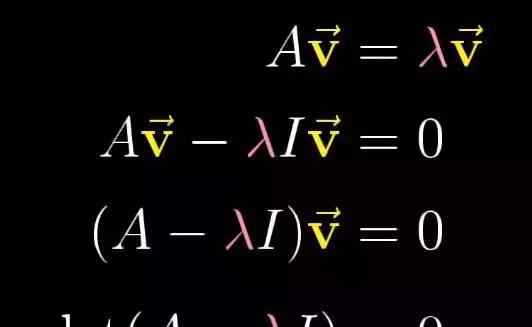 A𝐯⃗ = λ𝐯⃗
A𝐯⃗ − λI𝐯⃗ = 0
(A − λI)𝐯⃗ = 0